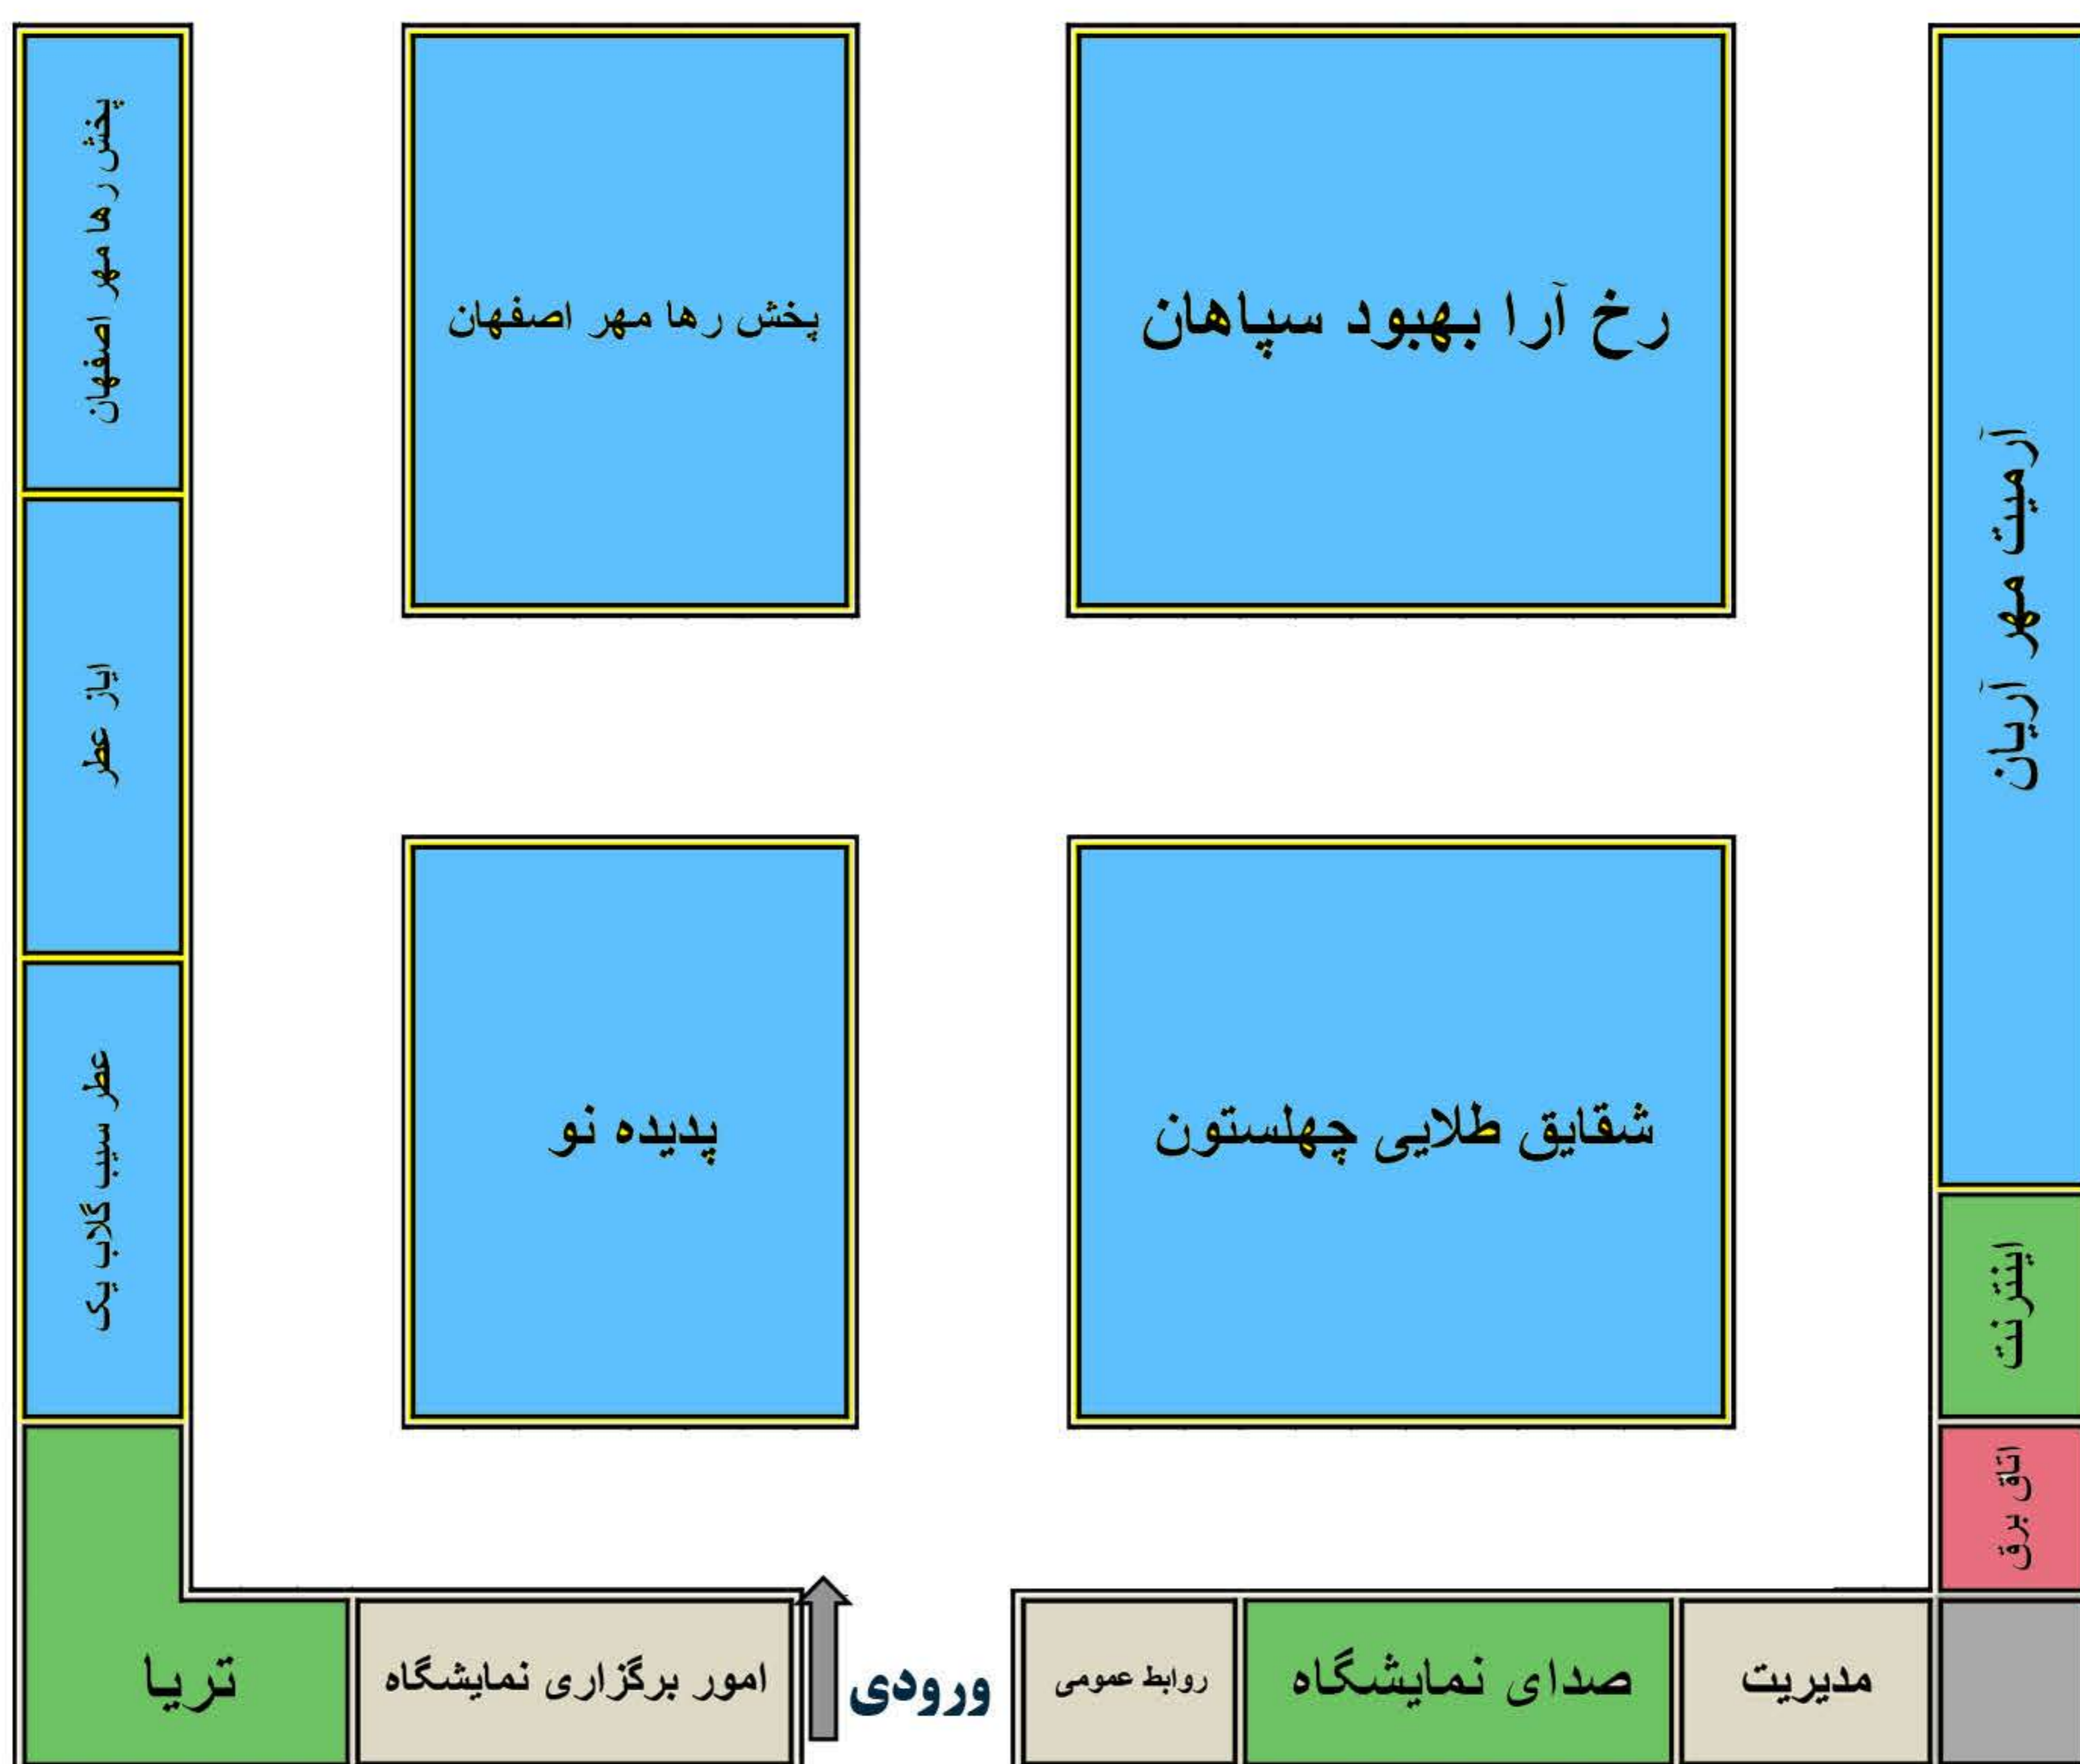 پخش رها مهر اصفهان
پخش رها مهر اصفهان
رخ آرا بهبود سپاهان
آرمیت مهر آریان
ایاز عطر
عطر سیب گلاب یک
پدیده نو
شقایق طلایی چهلستون
اینترنت
اتاق برق
تریا
امور برگزاری نمایشگاه
ورودی
روابط عمومی
صدای نمایشگاه
مدیریت